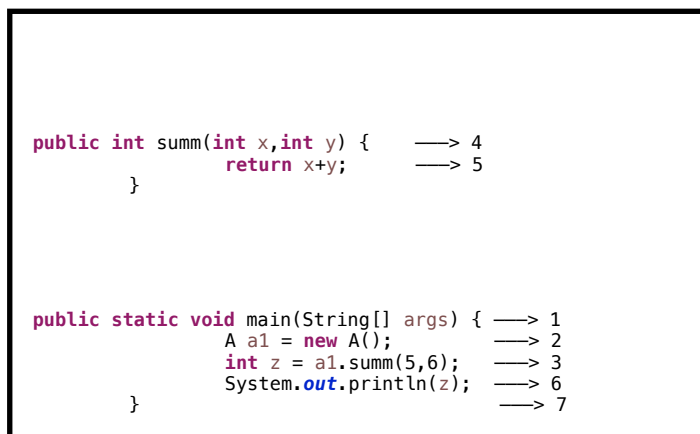 public int summ(int x,int y) { ——> 4
return x+y; ——> 5
}
public static void main(String[] args) { ——> 1
A a1 = new A(); ——> 2
int z = a1.summ(5,6); ——> 3
System.out.println(z); ——> 6
} ——> 7